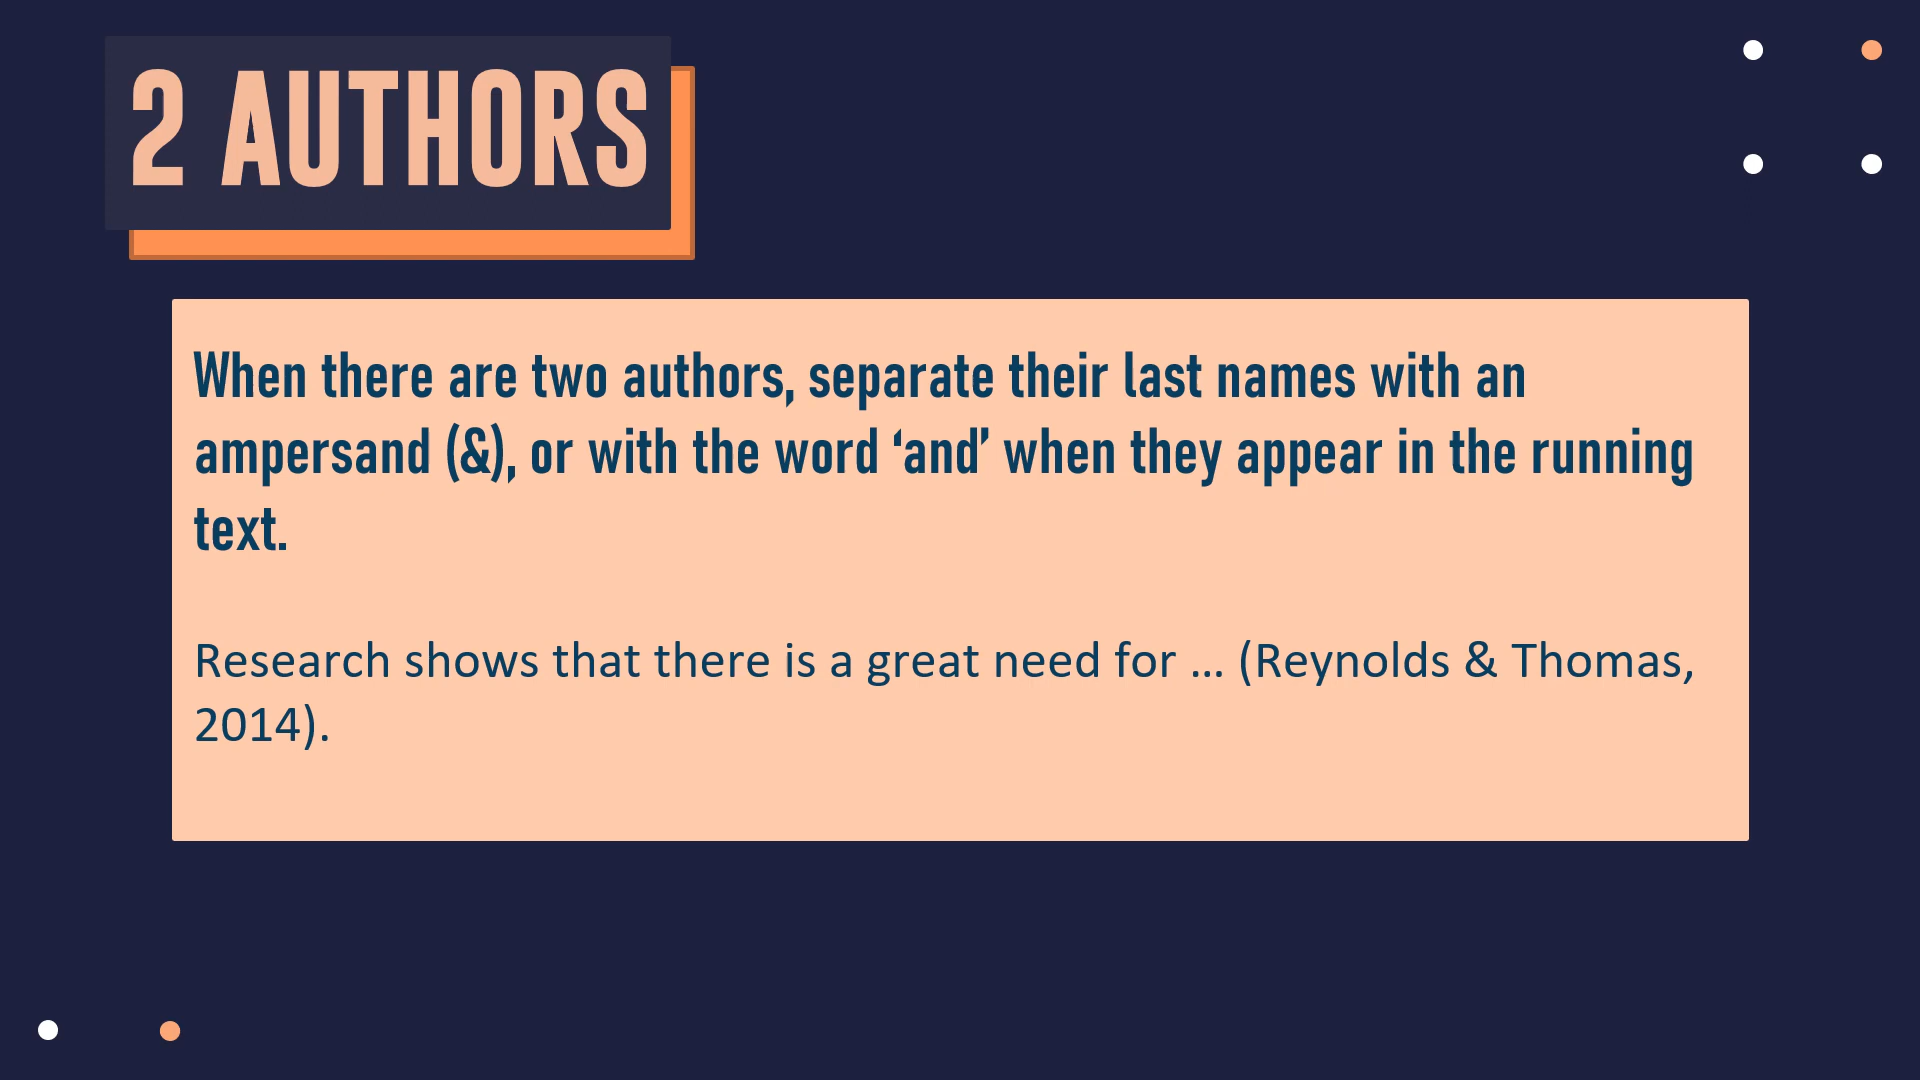 2 AUTHORS
When there are two authors, separate their last names with an
ampersand (&), or with the word ‘and’ when they appear in the running
text.
Research shows that there is a great need for … (Reynolds & Thomas,
2014).